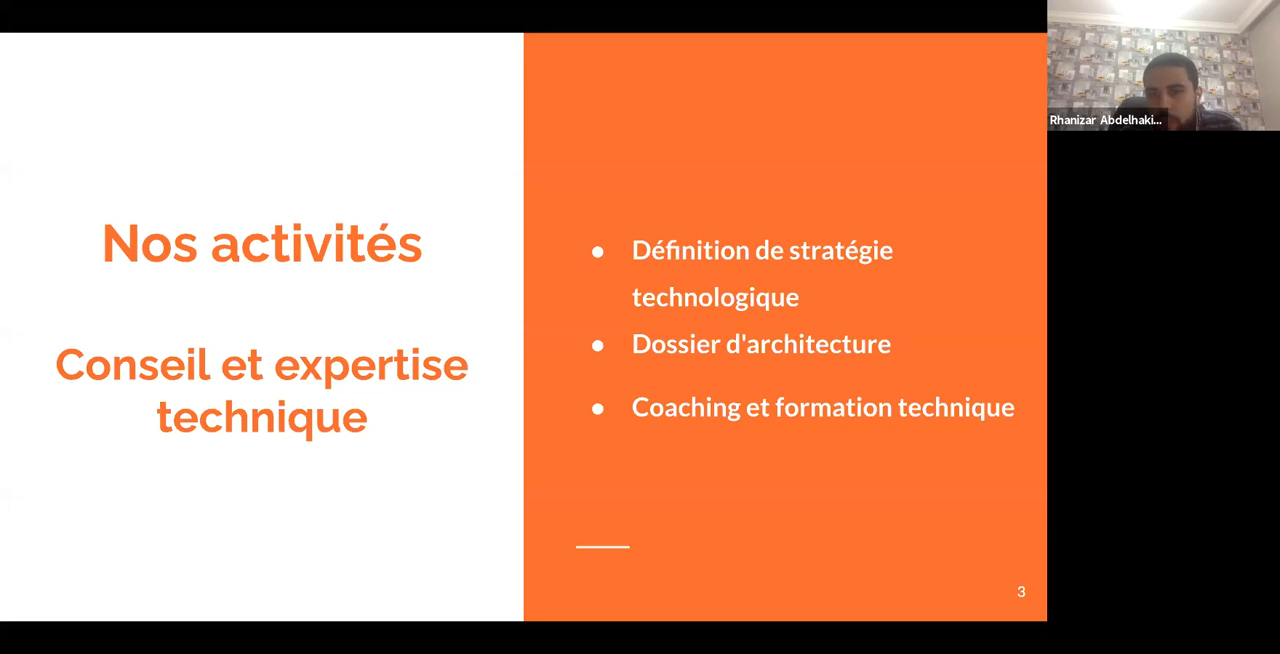 Nos activités
Conseil et expertise
technique
● Définition de stratégie
technologique
● Dossier d'architecture
● Coaching et formation technique
3
Rhanizar Abdelhaki...